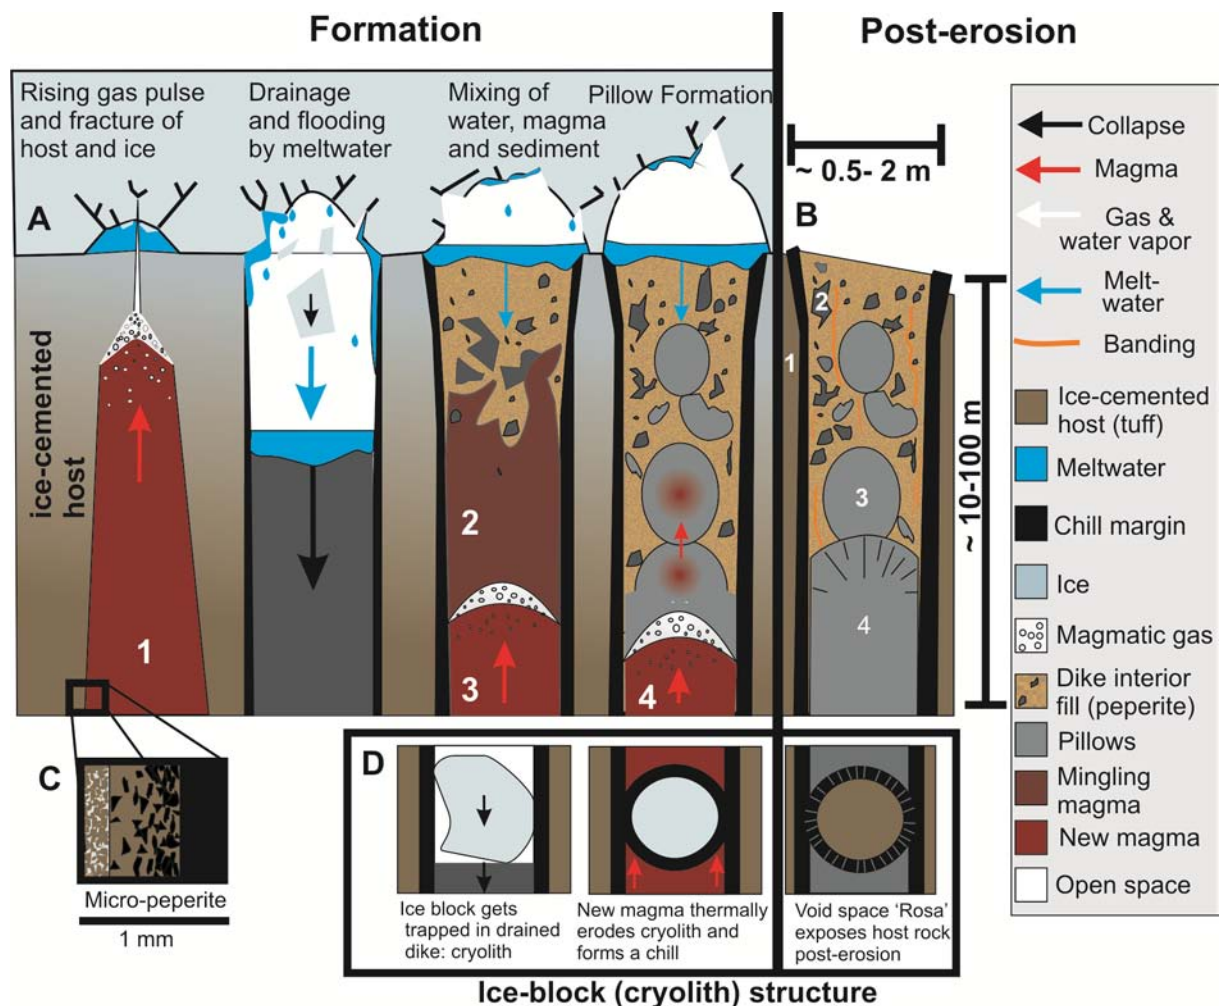 Formation
Post-erosion
Rising gas pulse
and fracture of
host and ice
Drainage
and flooding
by meltwater
Mixing of
water, magma
and sediment
Pillow Formation
~ 0.5- 2 m
A
B
ice-cemented
host
1
2
3
4
1
2
3
4
~ 10-100 m
Collapse
Magma
Gas &
water vapor
Melt-
water
Banding
Ice-cemented
host (tuff)
Meltwater
Chill margin
Ice
Magmatic gas
Dike interior
fill (peperite)
Pillows
Mingling
magma
New magma
Open space
C
Micro-peperite
1 mm
D
Ice block gets
trapped in drained
dike: cryolith
New magma thermally
erodes cryolith and
forms a chill
Void space ‘Rosa’
exposes host rock
post-erosion
Ice-block (cryolith) structure